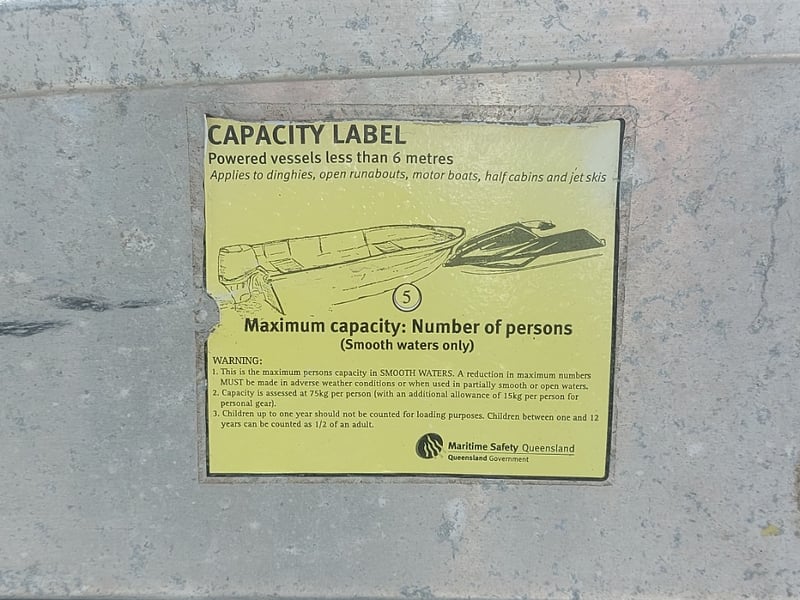 CAPACITY LABEL
Powered vessels less than 6 metres
Applies to dinghies, open runabouts, motor boats, half cabins and jet skis
5
Maximum capacity: Number of persons
(Smooth waters only)
WARNING:
1. This is the maximum persons capacity in SMOOTH WATERS. A reduction in maximum numbers
MUST be made in adverse weather conditions or when used in partially smooth or open waters.
2. Capacity is assessed at 75kg per person (with an additional allowance of 15kg per person for
personal gear).
3. Children up to one year should not be counted for loading purposes. Children between one and 12
years can be counted as 1/2 of an adult.
Maritime Safety Queensland
Queensland Government